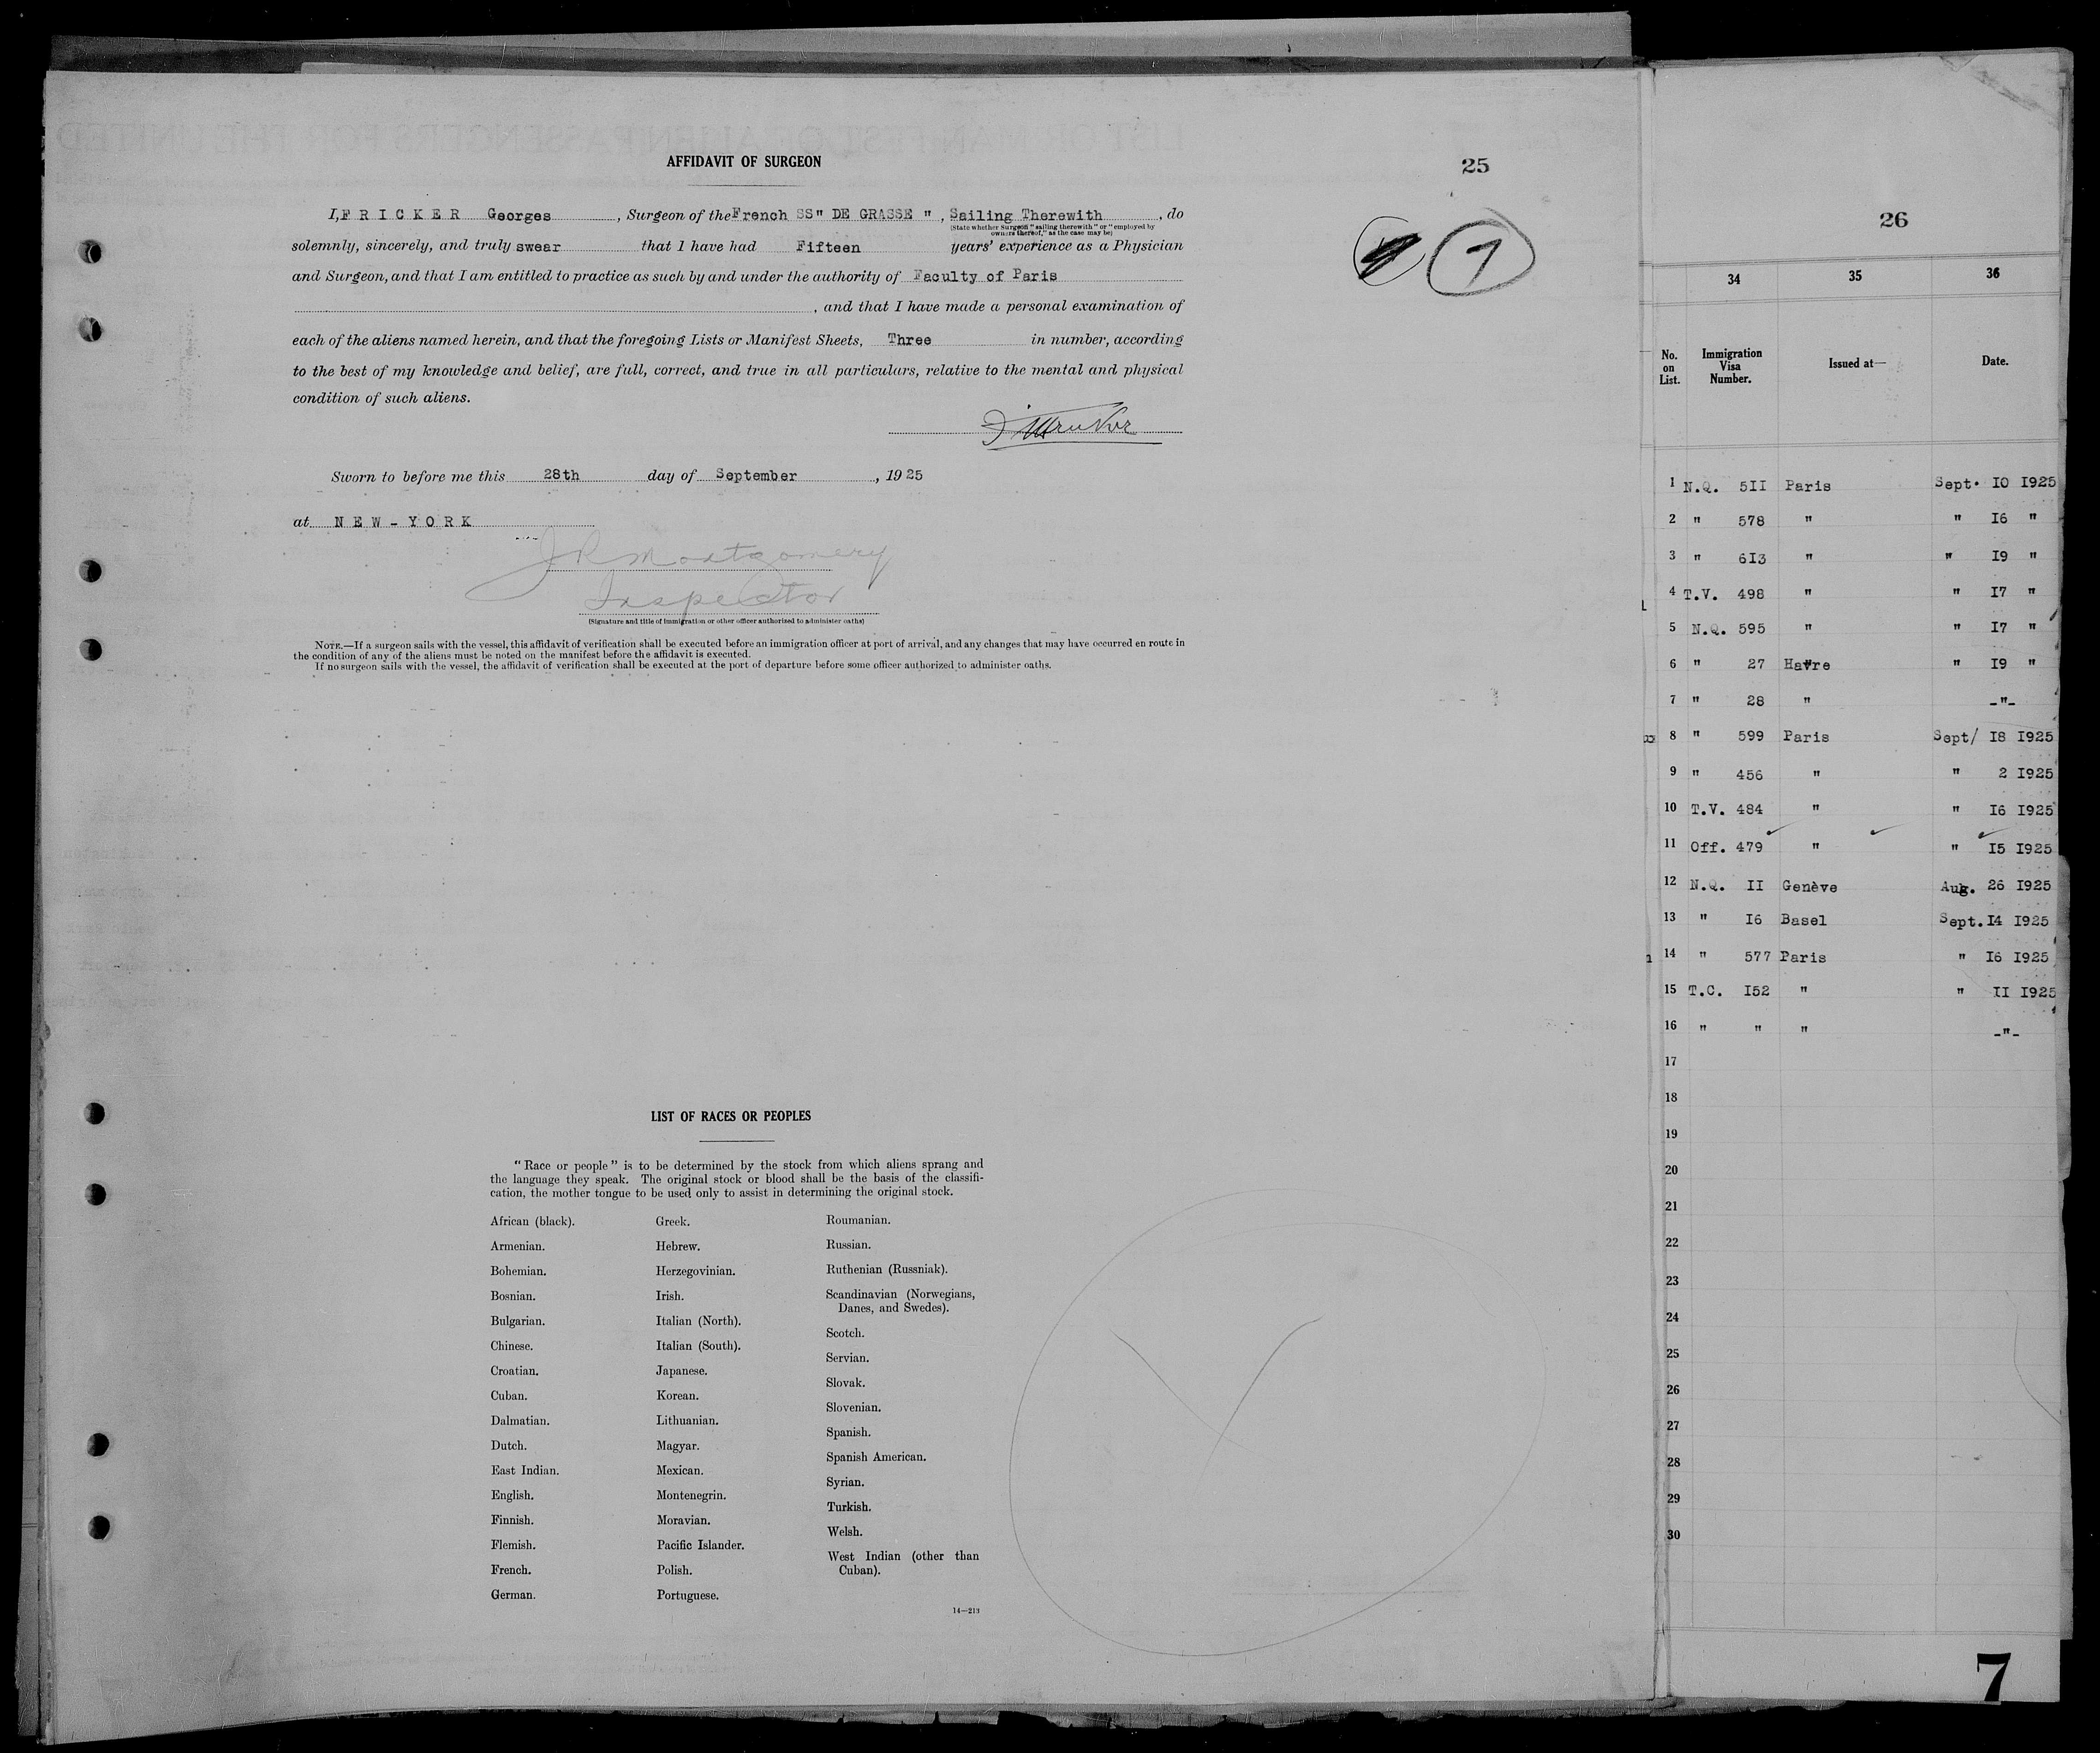 AFFIDAVIT OF SURGEON
25
I, F R I C K E R Georges, Surgeon of the French SS" DE GRASSE ", Sailing Therewith, do
(State whether Surgeon "sailing therewith" or "employed by
owners thereof," as the case may be)
solemnly, sincerely, and truly swear that I have had Fifteen years' experience as a Physician
and Surgeon, and that I am entitled to practice as such by and under the authority of Faculty of Paris
, and that I have made a personal examination of
each of the aliens named herein, and that the foregoing Lists or Manifest Sheets, Three in number, according
to the best of my knowledge and belief, are full, correct, and true in all particulars, relative to the mental and physical
condition of such aliens.
Sworn to before me this 28th day of September, 1925
at N E W - Y O R K
J R Montgomery
Inspector
(Signature and title of immigration or other officer authorized to administer oaths)
NOTE.—If a surgeon sails with the vessel, this affidavit of verification shall be executed before an immigration officer at port of arrival, and any changes that may have occurred en route in
the condition of any of the aliens must be noted on the manifest before the affidavit is executed.
If no surgeon sails with the vessel, the affidavit of verification shall be executed at the port of departure before some officer authorized to administer oaths.
LIST OF RACES OR PEOPLES
"Race or people" is to be determined by the stock from which aliens sprang and
the language they speak. The original stock or blood shall be the basis of the classifi-
cation, the mother tongue to be used only to assist in determining the original stock.
African (black).
Armenian.
Bohemian.
Bosnian.
Bulgarian.
Chinese.
Croatian.
Cuban.
Dalmatian.
Dutch.
East Indian.
English.
Finnish.
Flemish.
French.
German.
Greek.
Hebrew.
Herzegovinian.
Irish.
Italian (North).
Italian (South).
Japanese.
Korean.
Lithuanian.
Magyar.
Mexican.
Montenegrin.
Moravian.
Pacific Islander.
Polish.
Portuguese.
Roumanian.
Russian.
Ruthenian (Russniak).
Scandinavian (Norwegians,
Danes, and Swedes).
Scotch.
Servian.
Slovak.
Slovenian.
Spanish.
Spanish American.
Syrian.
Turkish.
Welsh.
West Indian (other than
Cuban).
14—213
26
34 35 36
No. on List. Immigration Visa Number. Issued at— Date.
1 N.Q. 5II Paris Sept. I0 I925
2 " 578 " " I6 "
3 " 6I3 " " I9 "
4 T.V. 498 " " I7 "
5 N.Q. 595 " " I7 "
6 " 27 Havre " I9 "
7 " 28 " -"-
8 " 599 Paris Sept/ I8 I925
9 " 456 " " 2 I925
10 T.V. 484 " " I6 I925
11 Off. 479 " " I5 I925
12 N.Q. II Genève Aug. 26 I925
13 " I6 Basel Sept. I4 I925
14 " 577 Paris " I6 I925
15 T.C. I52 " " II I925
16 " " " -"-
17
18
19
20
21
22
23
24
25
26
27
28
29
30
7